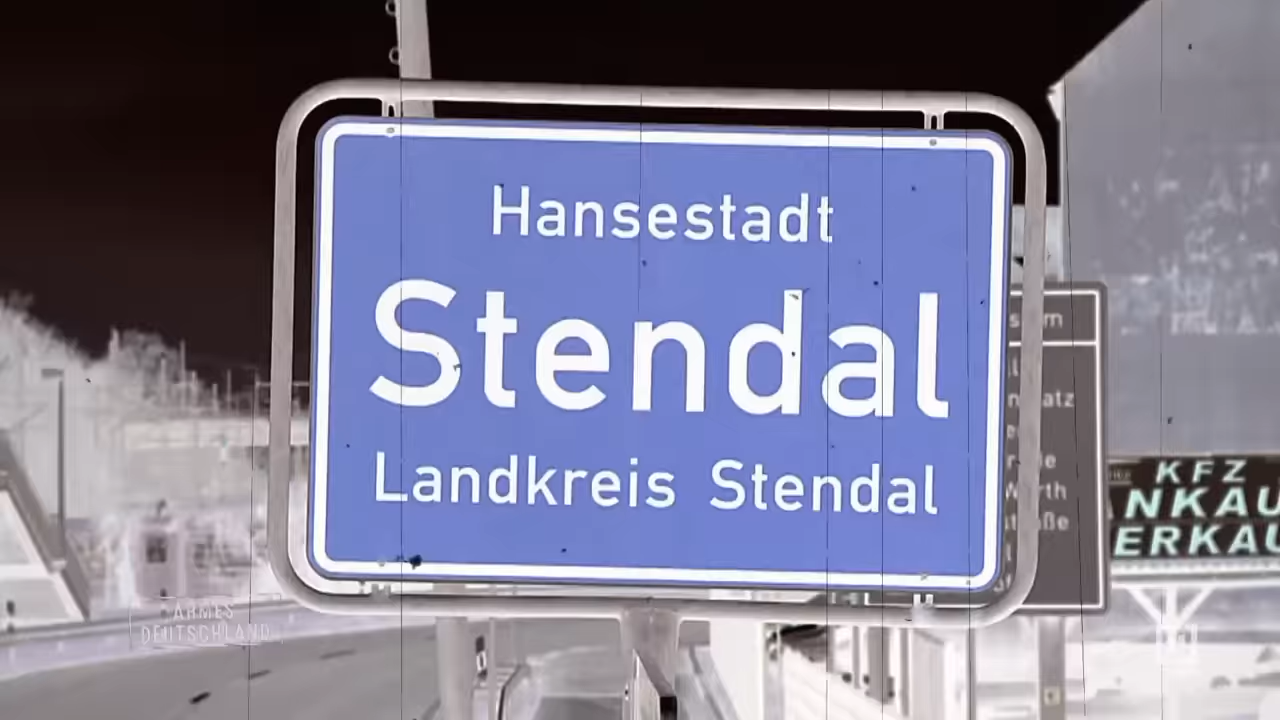 Hansestadt
Stendal
Landkreis Stendal
KFZ
ARMES
DEUTSCHLAND